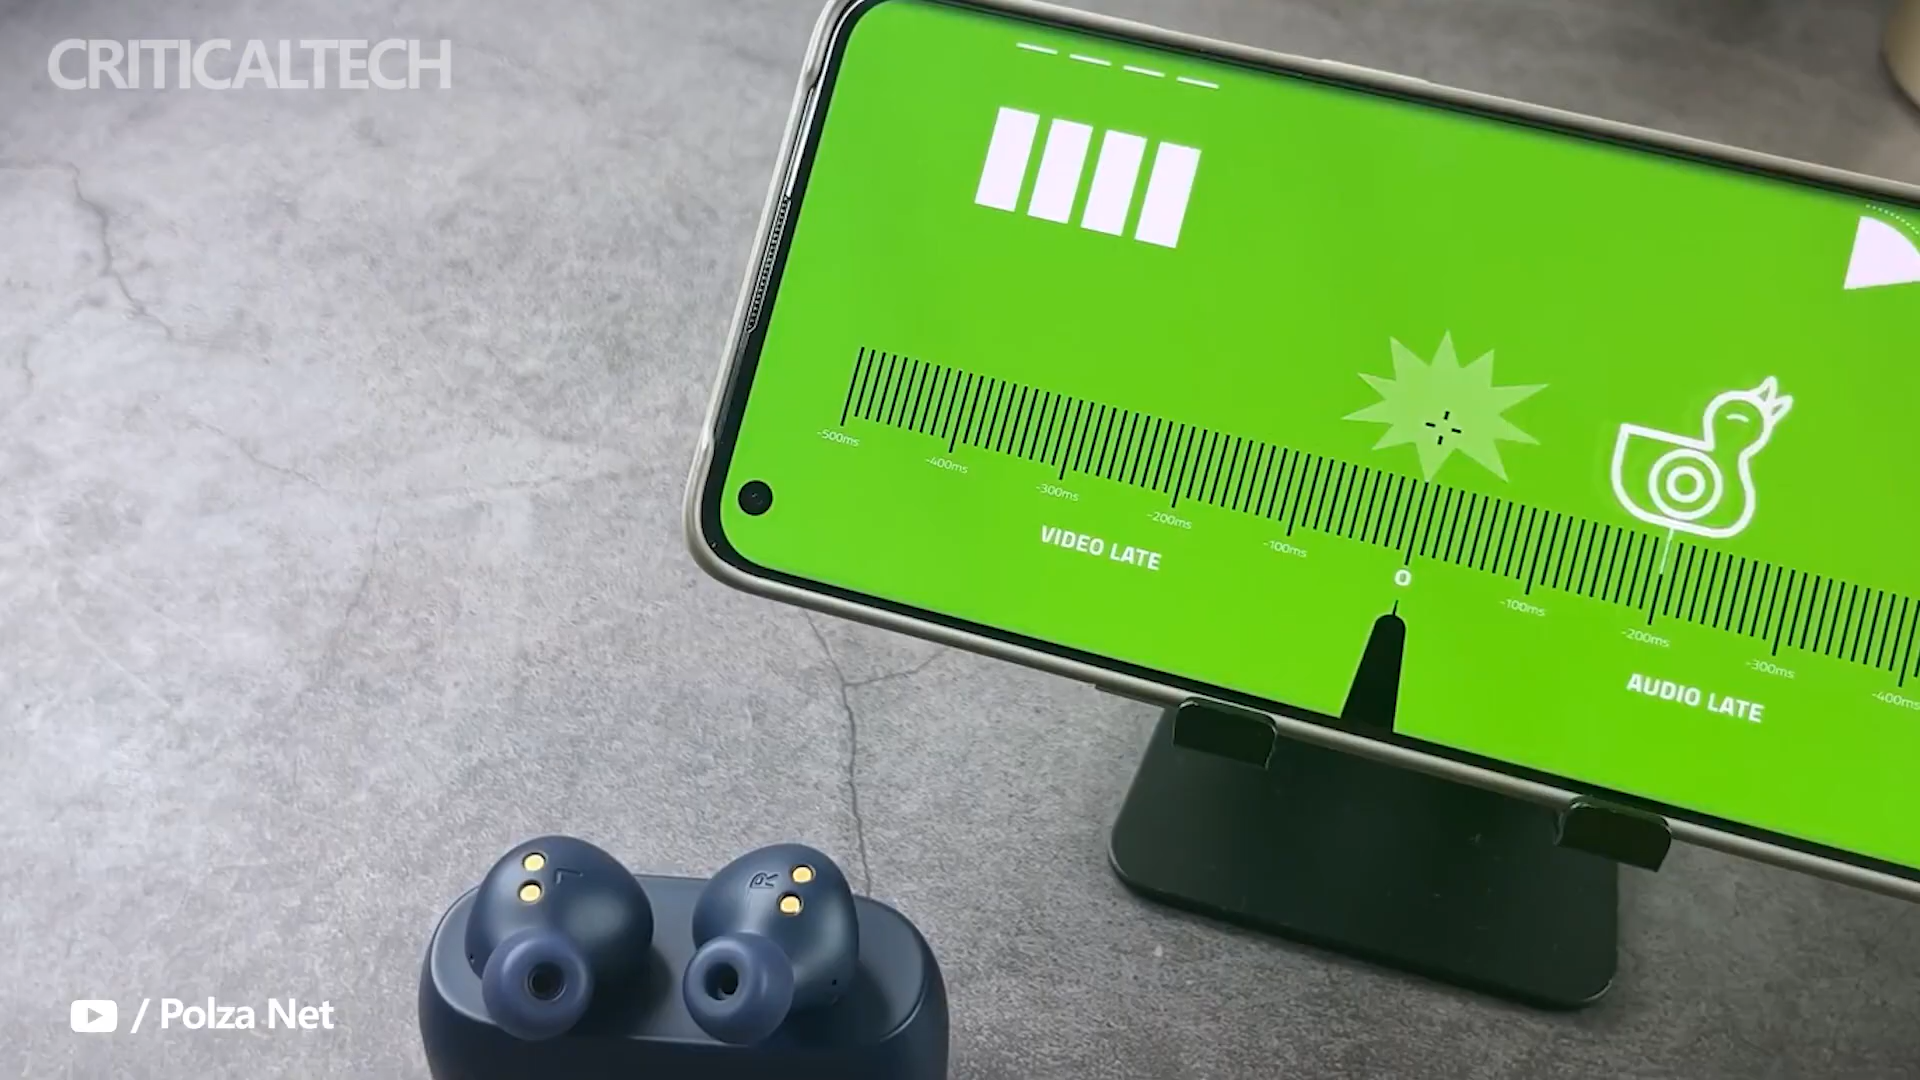 CRITICALTECH
-500ms
-400ms
-300ms
-200ms
-100ms
0
-100ms
-200ms
-300ms
-400ms
VIDEO LATE
AUDIO LATE
L
R
/ Polza Net